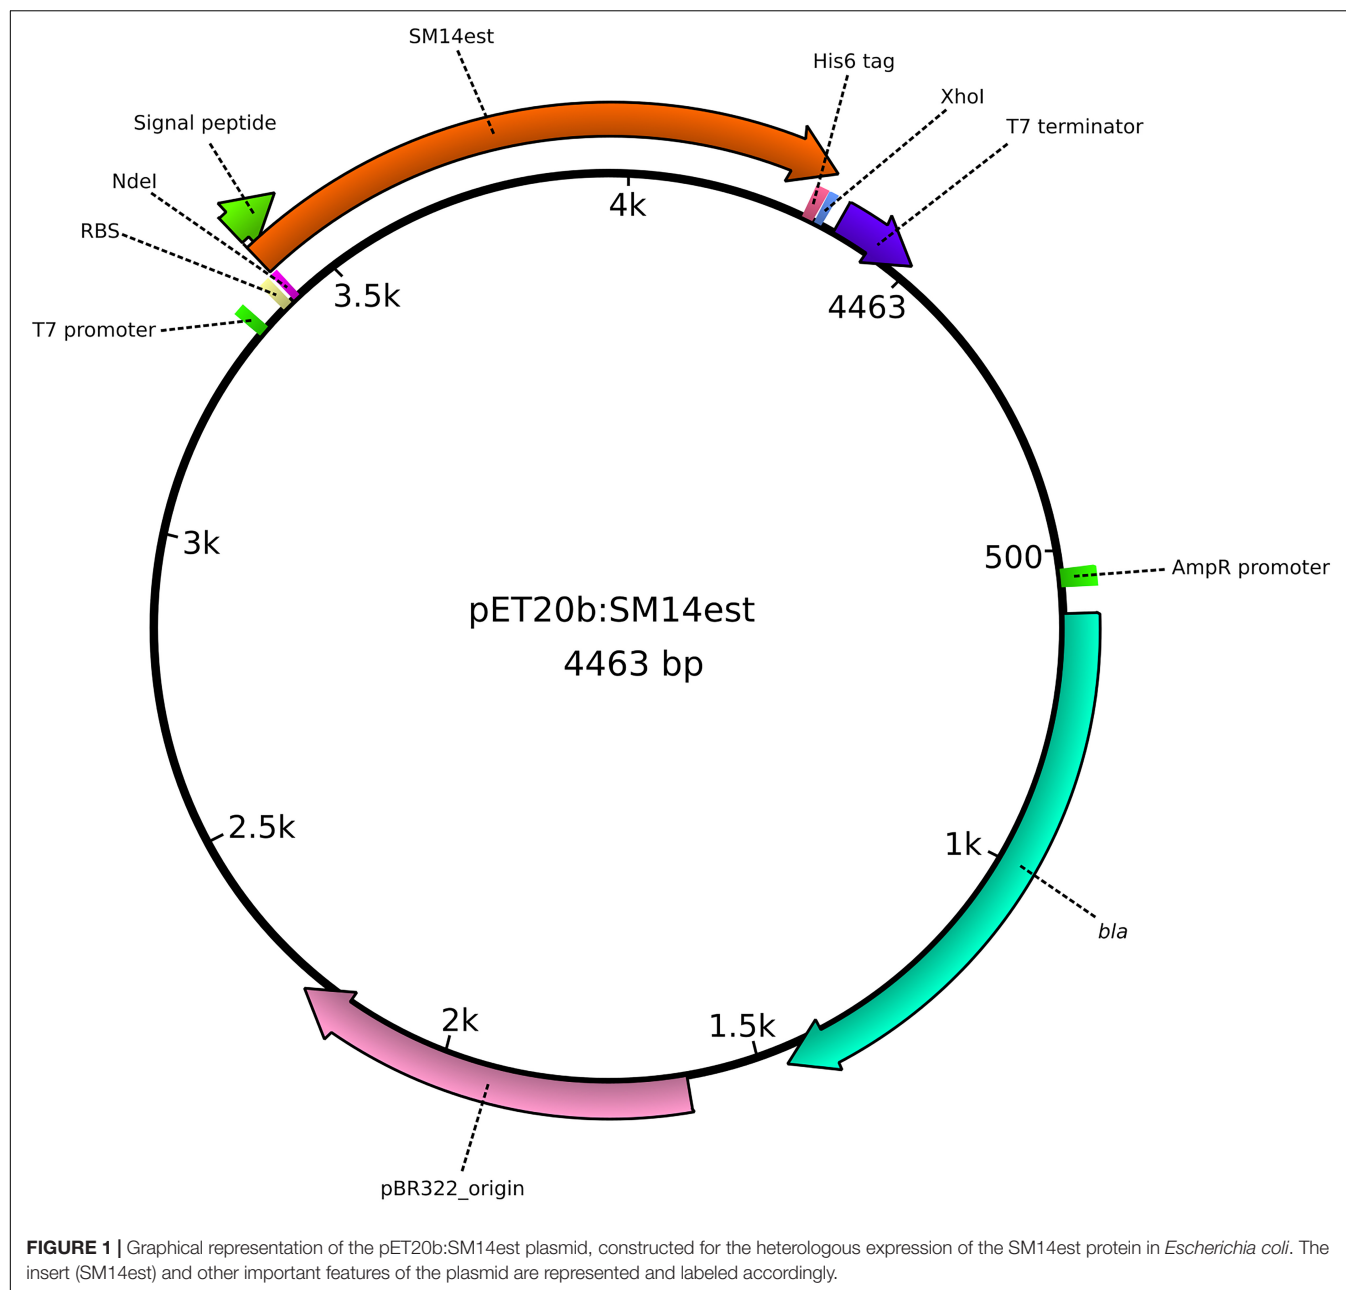 SM14est
His6 tag
XhoI
Signal peptide
T7 terminator
NdeI
4k
RBS
3.5k
4463
T7 promoter
3k
500
AmpR promoter
pET20b:SM14est
4463 bp
2.5k
1k
bla
2k
1.5k
pBR322_origin
FIGURE 1 | Graphical representation of the pET20b:SM14est plasmid, constructed for the heterologous expression of the SM14est protein in Escherichia coli. The
insert (SM14est) and other important features of the plasmid are represented and labeled accordingly.